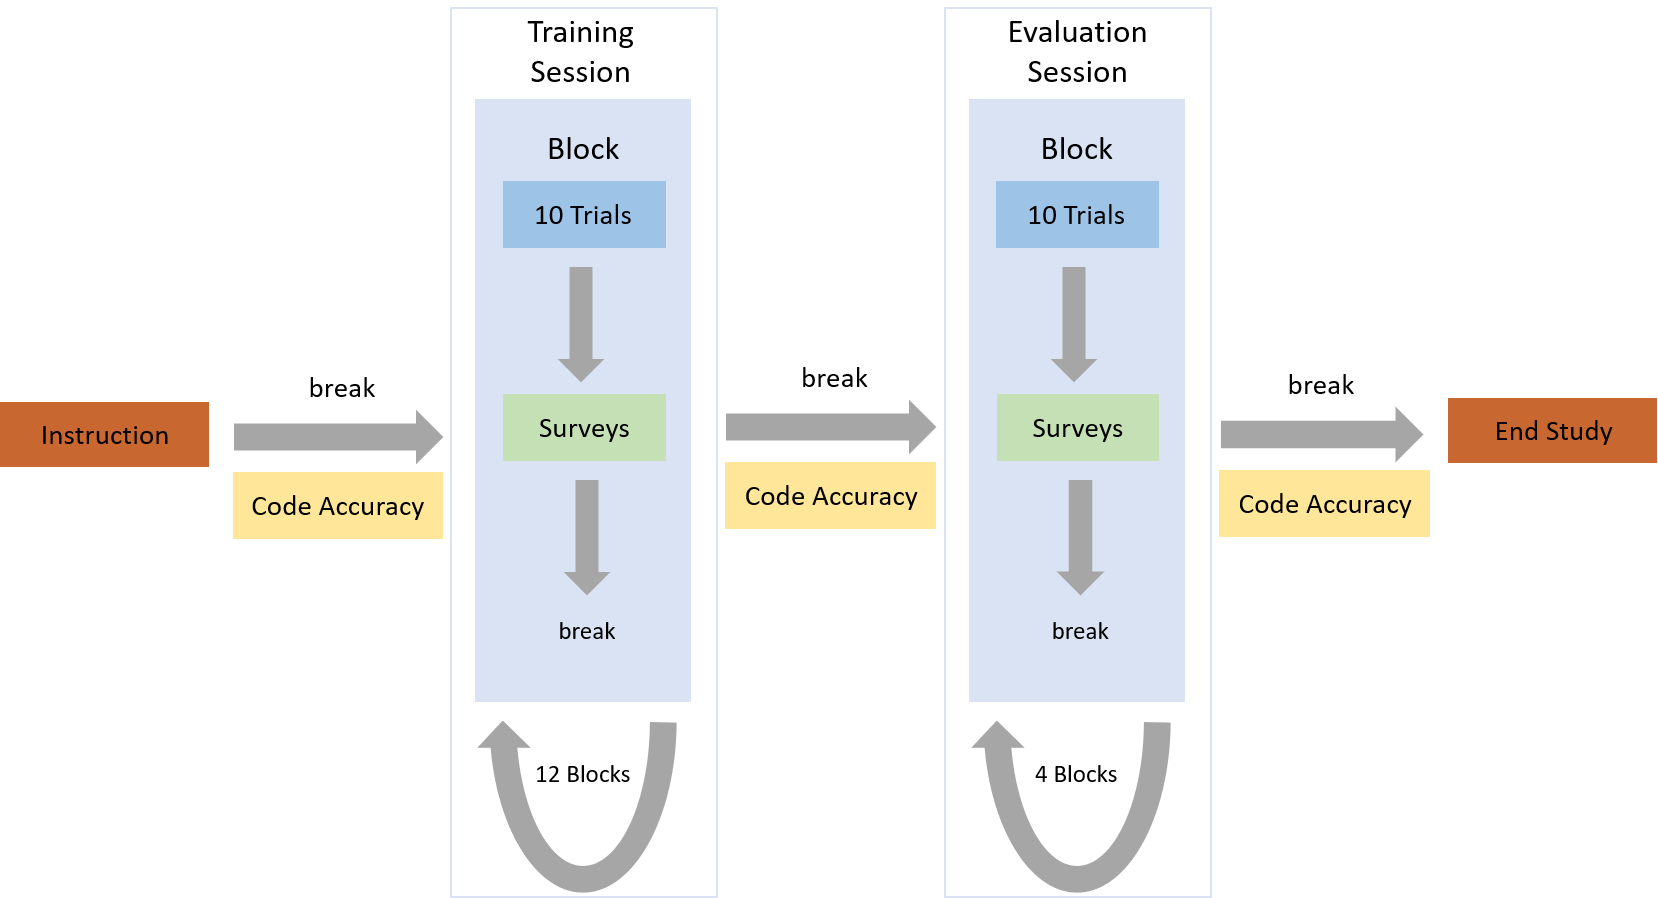 Instruction
break
Code Accuracy
Training
Session
Block
10 Trials
Surveys
break
12 Blocks
break
Code Accuracy
Evaluation
Session
Block
10 Trials
Surveys
break
4 Blocks
break
Code Accuracy
End Study